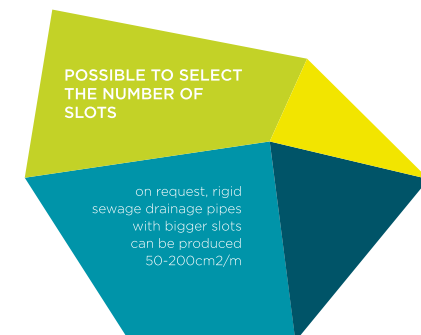 POSSIBLE TO SELECT
THE NUMBER OF
SLOTS
on request, rigid
sewage drainage pipes
with bigger slots
can be produced
50-200cm2/m